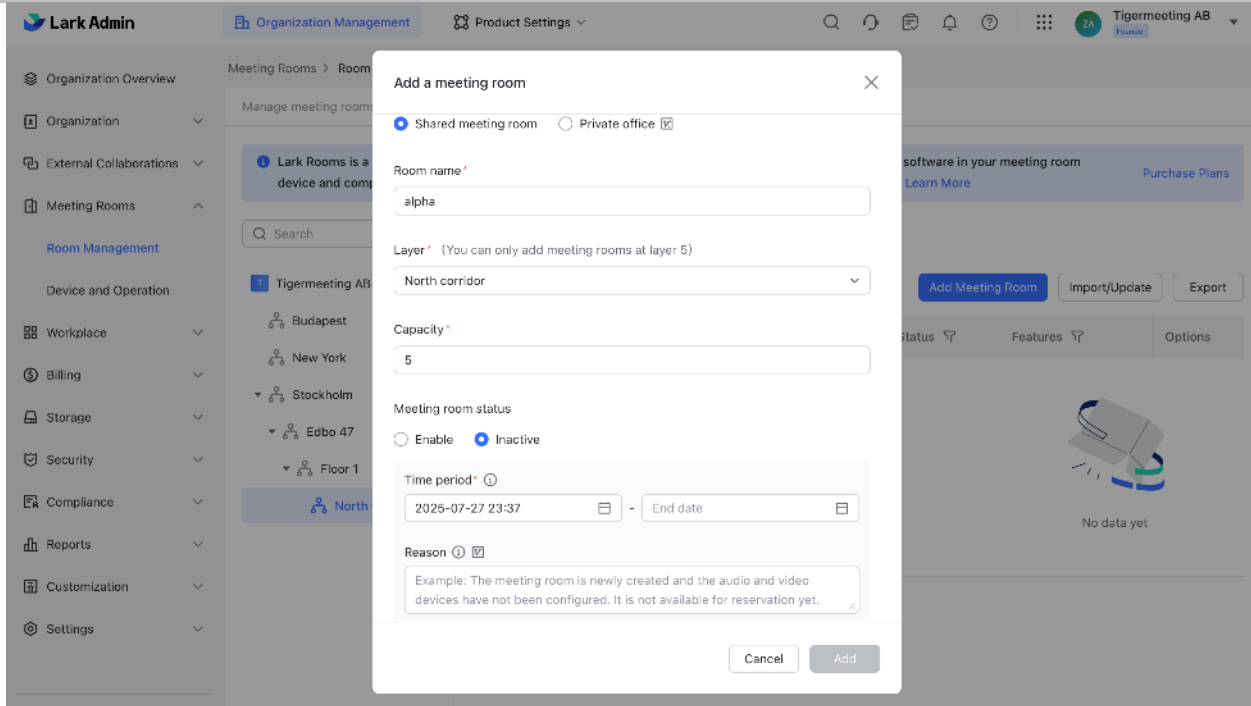 Lark Admin
Organization Management
Product Settings
ZA
Tigermeeting AB
Founder
Organization Overview
Organization
External Collaborations
Meeting Rooms
Room Management
Device and Operation
Workplace
Billing
Storage
Security
Compliance
Reports
Customization
Settings
Meeting Rooms > Room
Manage meeting rooms
Lark Rooms is a
device and comp
software in your meeting room
Learn More
Purchase Plans
Search
T Tigermeeting AB
Budapest
New York
Stockholm
Edbo 47
Floor 1
North
Add Meeting Room
Import/Update
Export
Status
Features
Options
No data yet
Add a meeting room
Shared meeting room
Private office
Room name*
alpha
Layer* (You can only add meeting rooms at layer 5)
North corridor
Capacity*
5
Meeting room status
Enable
Inactive
Time period*
2025-07-27 23:37 - End date
Reason
Example: The meeting room is newly created and the audio and video
devices have not been configured. It is not available for reservation yet.
Cancel
Add